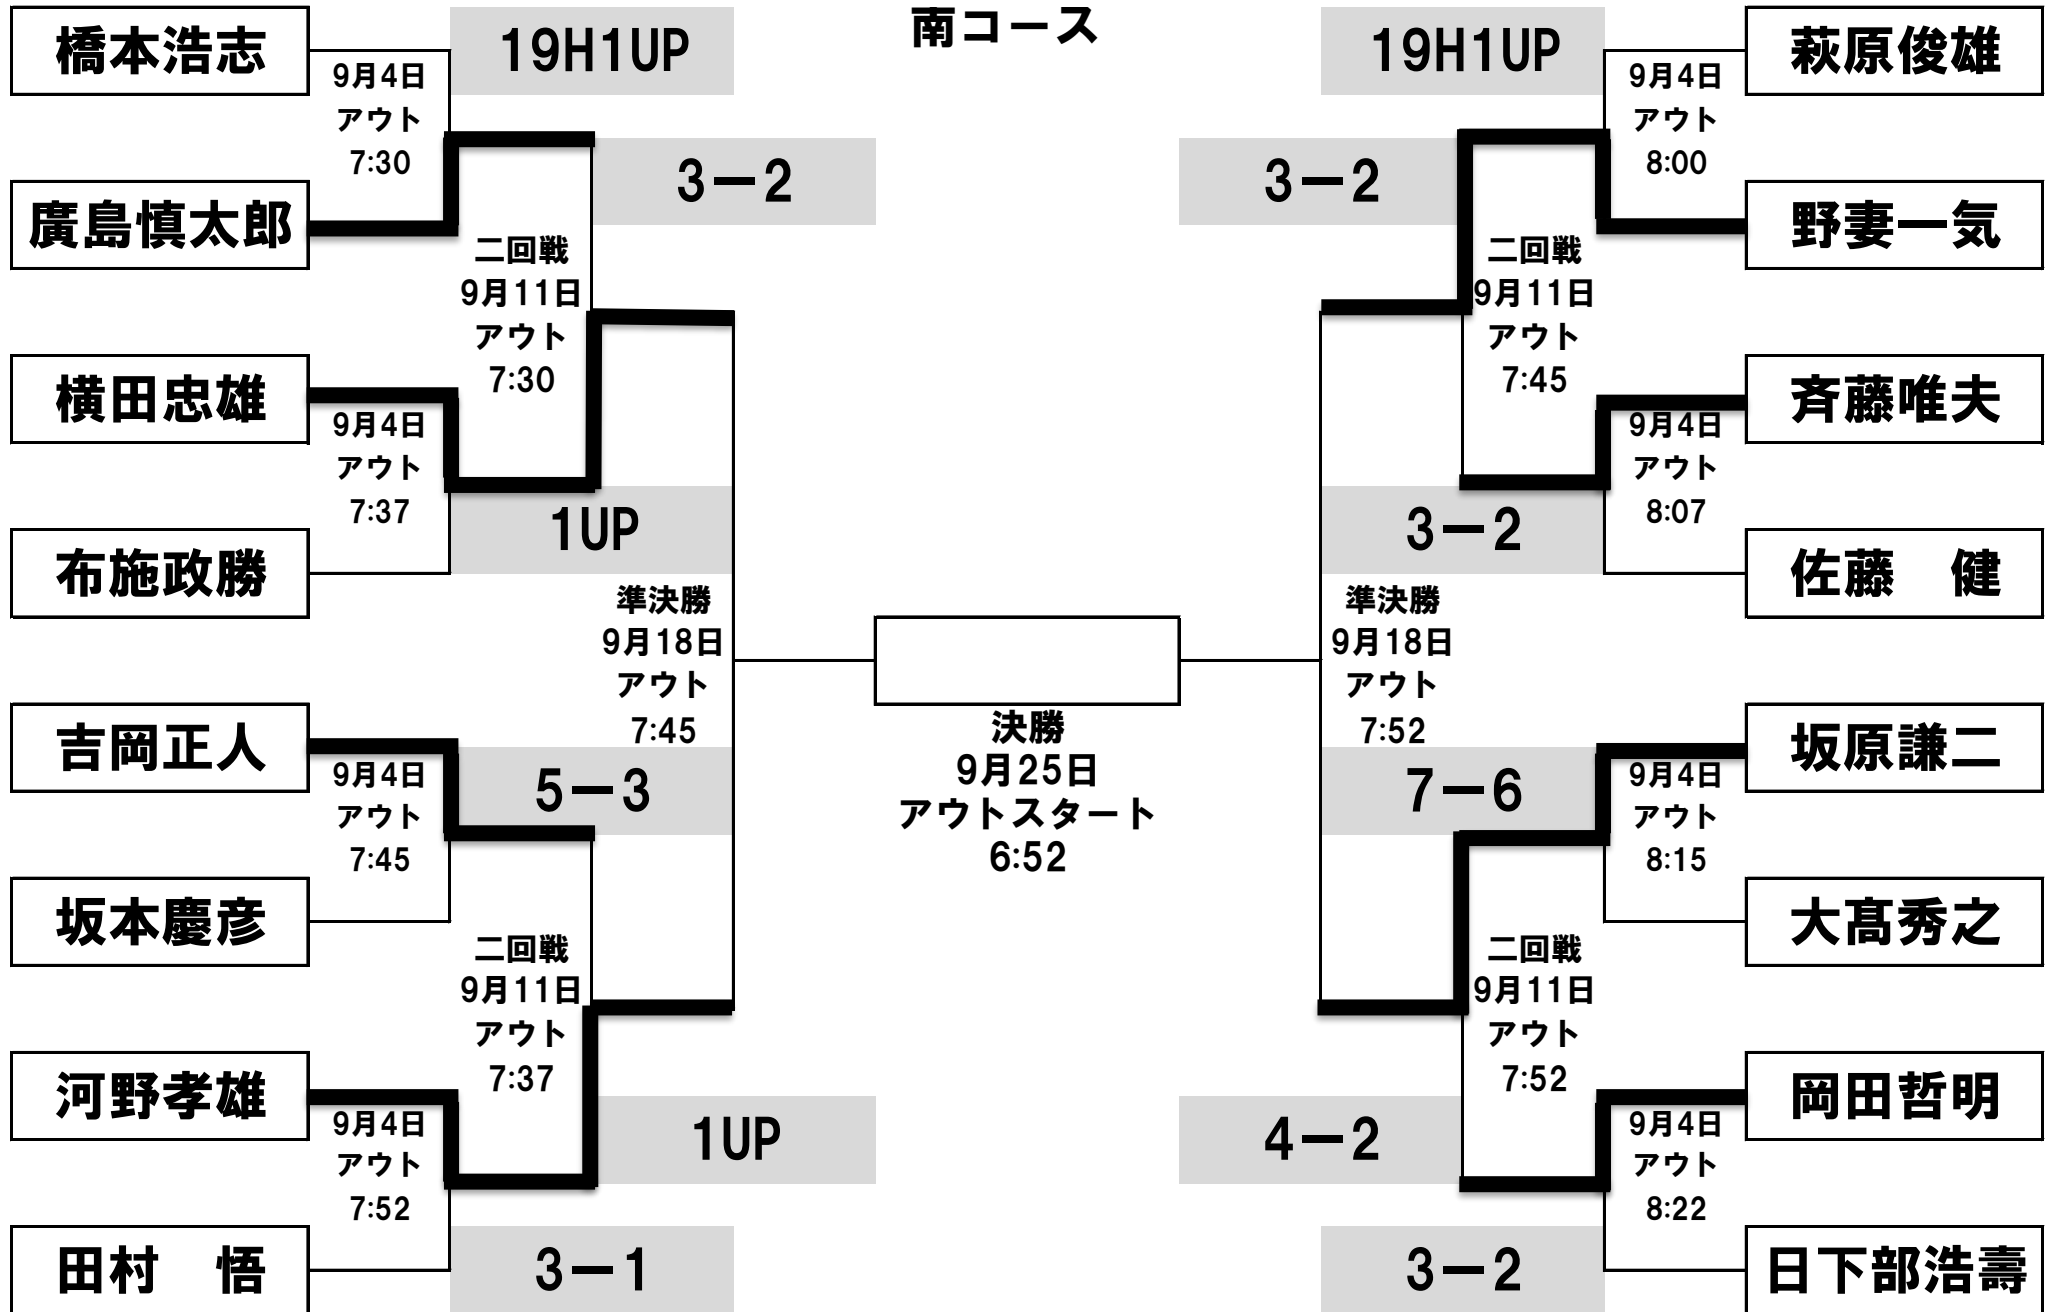 南コース
橋本浩志
9月4日
アウト
7:30
19H1UP
廣島慎太郎
3－2
二回戦
9月11日
アウト
7:30
横田忠雄
9月4日
アウト
7:37
1UP
布施政勝
準決勝
9月18日
アウト
7:45
吉岡正人
9月4日
アウト
7:45
5－3
坂本慶彦
二回戦
9月11日
アウト
7:37
河野孝雄
9月4日
アウト
7:52
1UP
田村　悟
3－1
決勝
9月25日
アウトスタート
6:52
19H1UP
萩原俊雄
9月4日
アウト
8:00
3－2
野妻一気
二回戦
9月11日
アウト
7:45
斉藤唯夫
9月4日
アウト
8:07
3－2
佐藤　健
準決勝
9月18日
アウト
7:52
坂原謙二
7－6
9月4日
アウト
8:15
大髙秀之
二回戦
9月11日
アウト
7:52
4－2
岡田哲明
9月4日
アウト
8:22
3－2
日下部浩壽